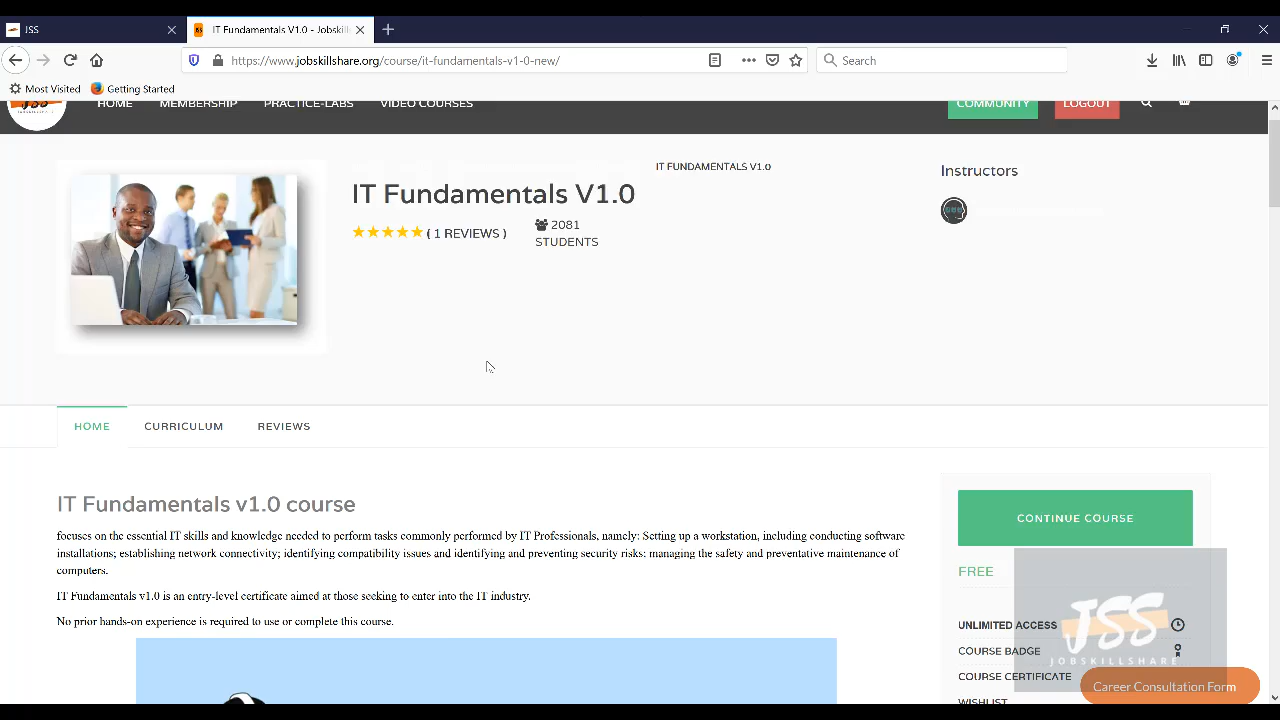 JSS
IT Fundamentals V1.0 - Jobskills
https://www.jobskillshare.org/course/it-fundamentals-v1-0-new/
Search
Most Visited
Getting Started
JSS
HOME
MEMBERSHIP
PRACTICE-LABS
VIDEO COURSES
COMMUNITY
LOGOUT
IT Fundamentals V1.0
( 1 REVIEWS )
2081
STUDENTS
IT FUNDAMENTALS V1.0
Instructors
HOME
CURRICULUM
REVIEWS
IT Fundamentals v1.0 course
focuses on the essential IT skills and knowledge needed to perform tasks commonly performed by IT Professionals, namely: Setting up a workstation, including conducting software
installations; establishing network connectivity; identifying compatibility issues and identifying and preventing security risks; managing the safety and preventative maintenance of
computers.
IT Fundamentals v1.0 is an entry-level certificate aimed at those seeking to enter into the IT industry.
No prior hands-on experience is required to use or complete this course.
CONTINUE COURSE
FREE
UNLIMITED ACCESS
COURSE BADGE
COURSE CERTIFICATE
WISHLIST
JSS
JOBSKILLSHARE
Career Consultation Form